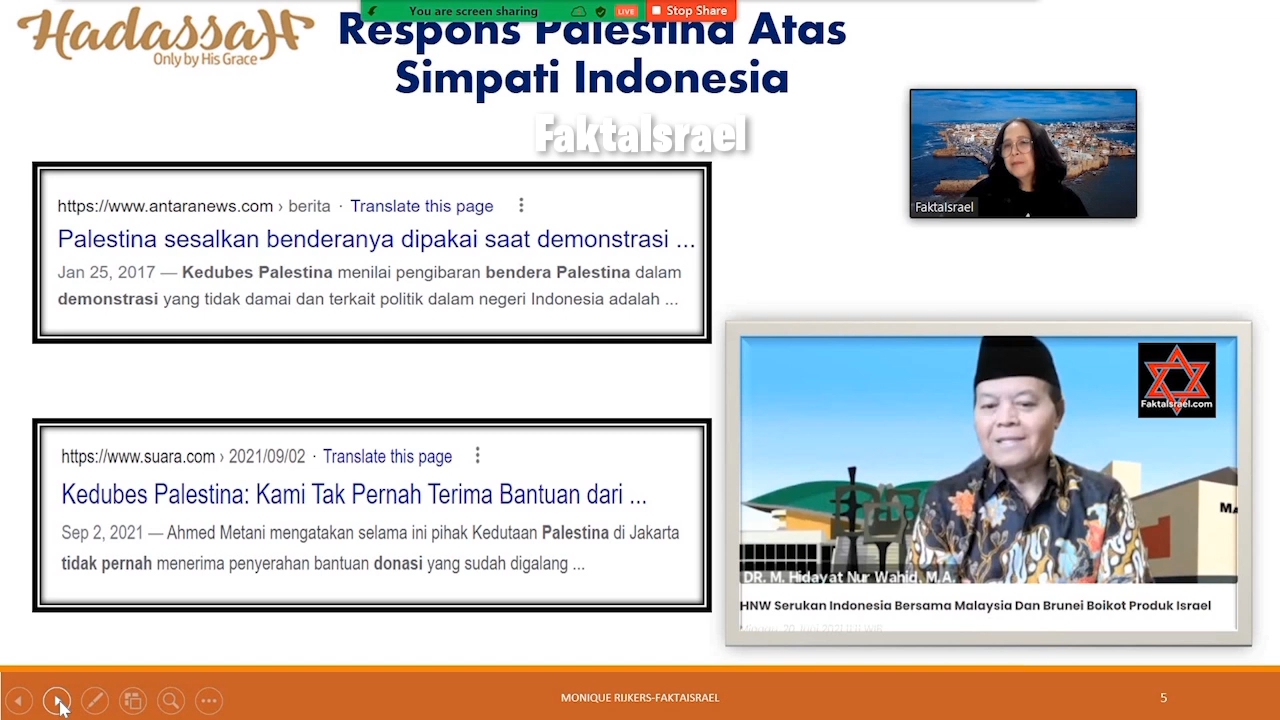 You are screen sharing
LIVE
Stop Share
Hadassah
Only by His Grace
Respons Palestina Atas
Simpati Indonesia
FaktaIsrael
FaktaIsrael
https://www.antaranews.com › berita · Translate this page
Palestina sesalkan benderanya dipakai saat demonstrasi ...
Jan 25, 2017 — Kedubes Palestina menilai pengibaran bendera Palestina dalam
demonstrasi yang tidak damai dan terkait politik dalam negeri Indonesia adalah ...
https://www.suara.com › 2021/09/02 · Translate this page
Kedubes Palestina: Kami Tak Pernah Terima Bantuan dari ...
Sep 2, 2021 — Ahmed Metani mengatakan selama ini pihak Kedutaan Palestina di Jakarta
tidak pernah menerima penyerahan bantuan donasi yang sudah digalang ...
FaktaIsrael.com
DR. M. Hidayat Nur Wahid, M.A.
HNW Serukan Indonesia Bersama Malaysia Dan Brunei Boikot Produk Israel
Minggu, 20 Juni 2021
MONIQUE RIJKERS-FAKTAISRAEL
5